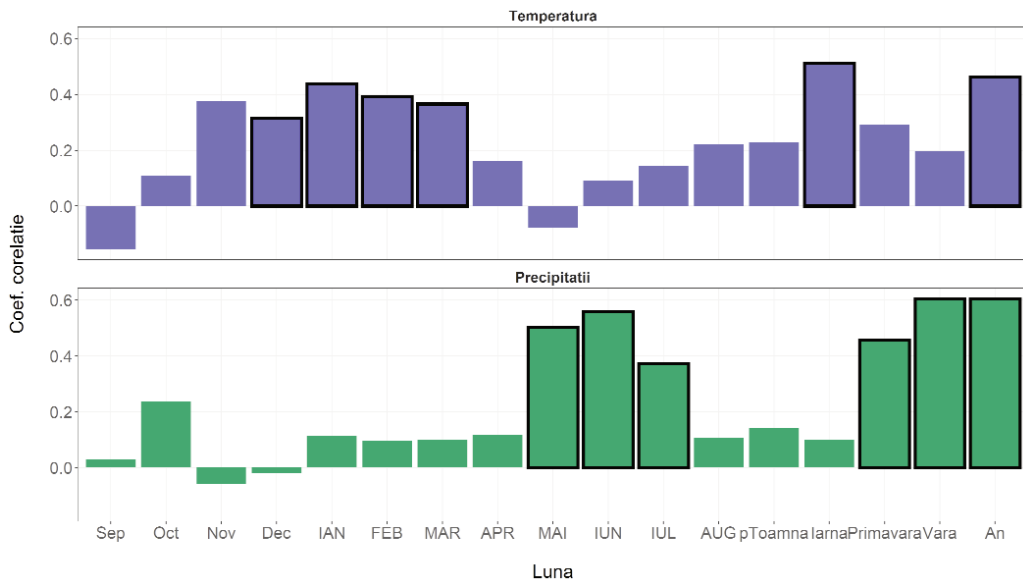 Temperatura
0.6
0.4
0.2
0.0
Coef. corelatie
Precipitatii
0.6
0.4
0.2
0.0
Sep Oct Nov Dec IAN FEB MAR APR MAI IUN IUL AUG pToamna Iarna Primavara Vara An
Luna